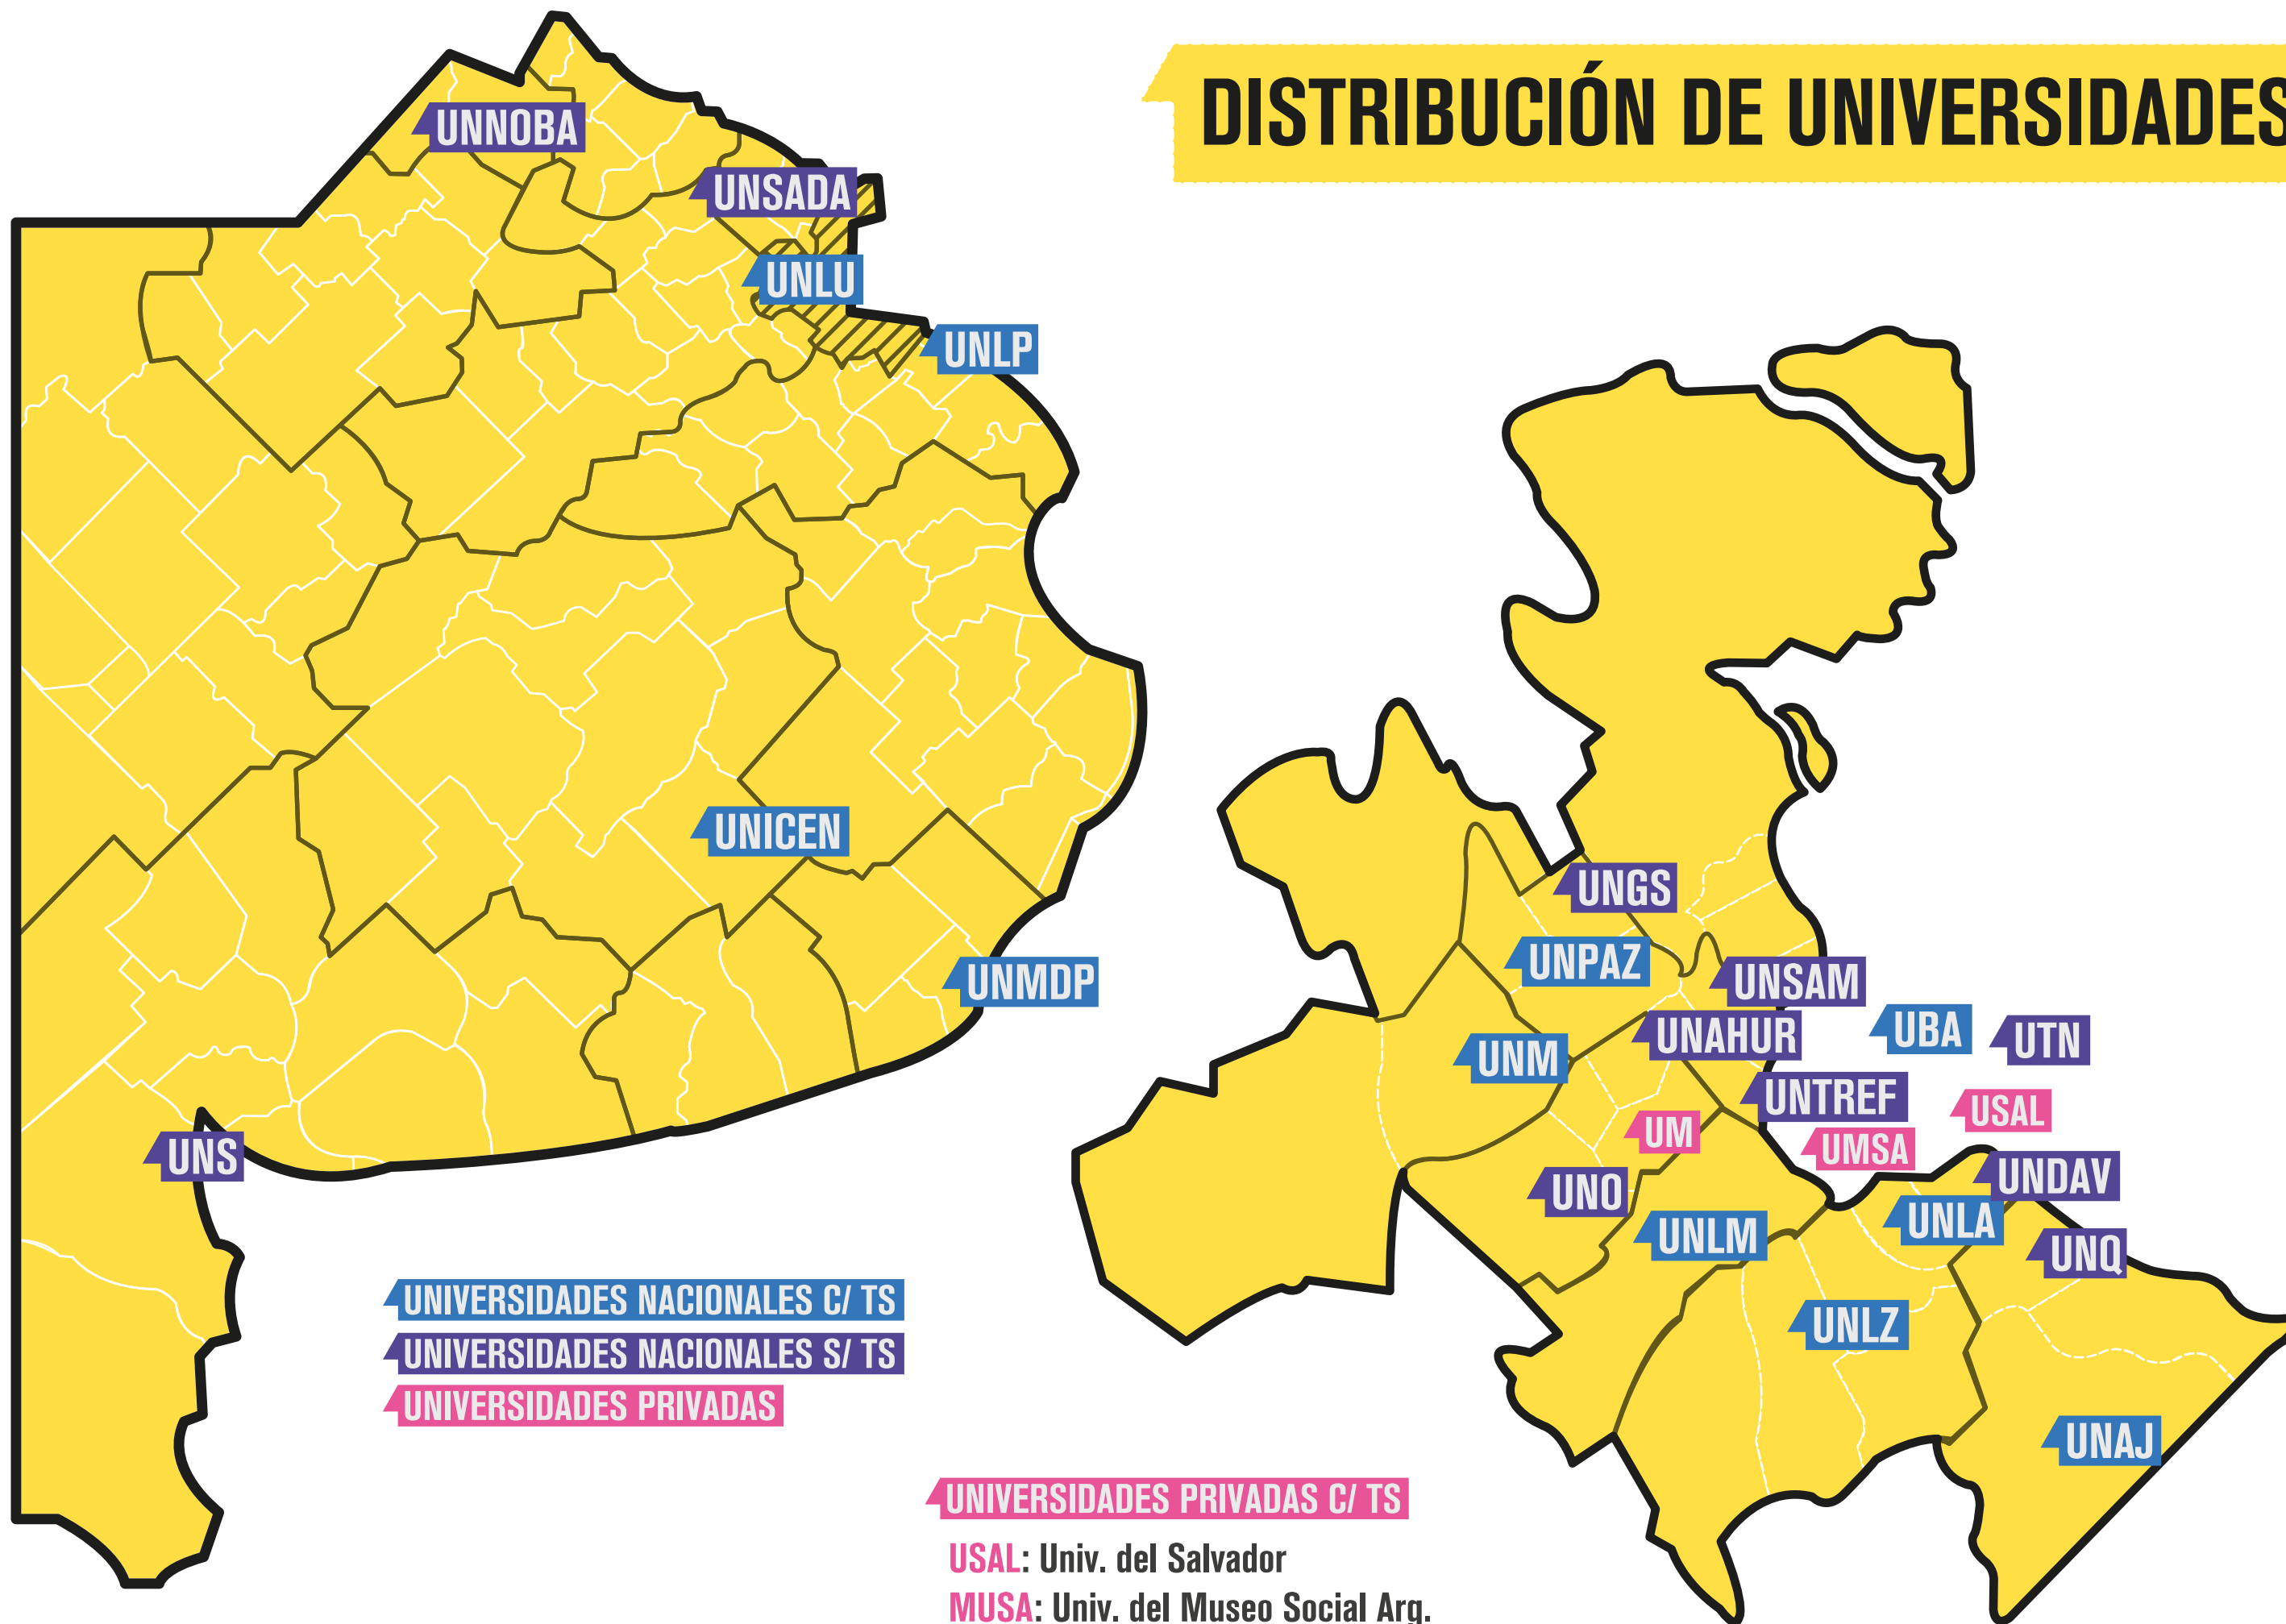 DISTRIBUCIÓN DE UNIVERSIDADES
UNNOBA
UNSADA
UNLU
UNLP
UNICEN
UNMDP
UNS
UNGS
UNPAZ
UNSAM
UNM
UNAHUR
UBA
UTN
UNTREF
USAL
UM
UMSA
UNO
UNDAV
UNLM
UNLA
UNQ
UNLZ
UNAJ
UNIVERSIDADES NACIONALES C/ TS
UNIVERSIDADES NACIONALES S/ TS
UNIVERSIDADES PRIVADAS
UNIVERSIDADES PRIVADAS C/ TS
USAL: Univ. del Salvador
MUSA: Univ. del Museo Social Arg.